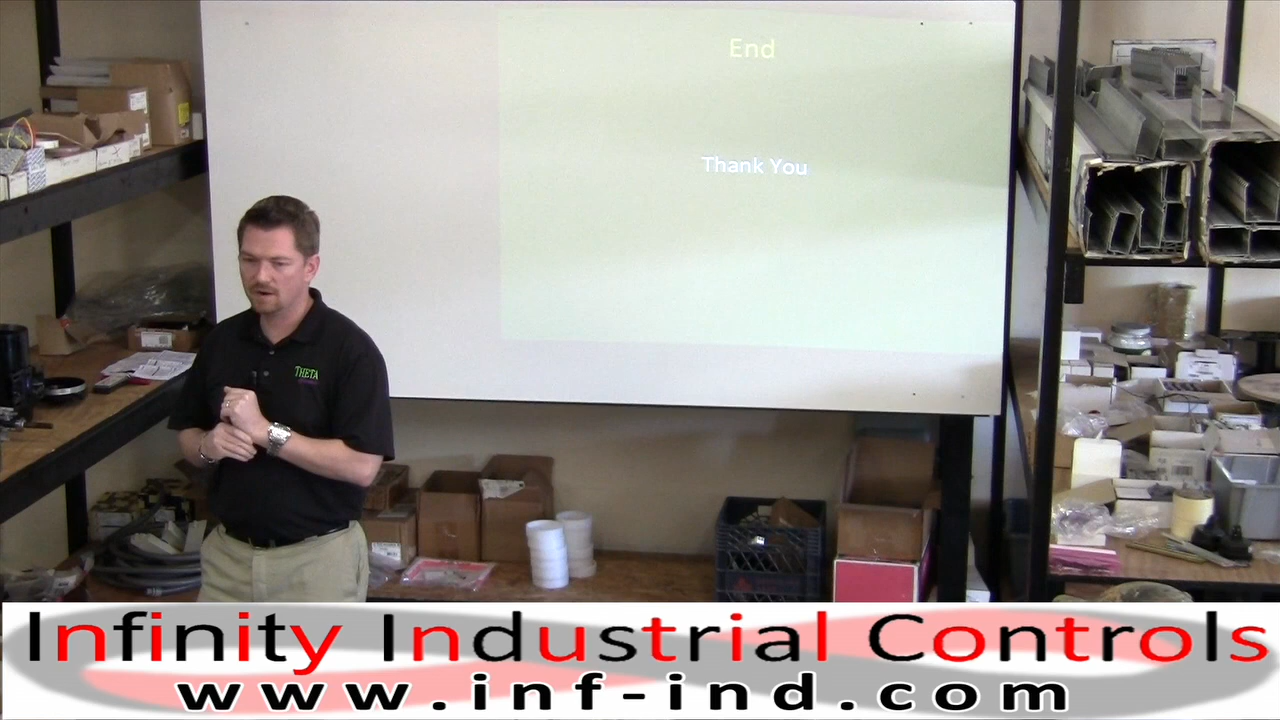 End
Thank You
THETA
Infinity Industrial Controls
www.inf-ind.com